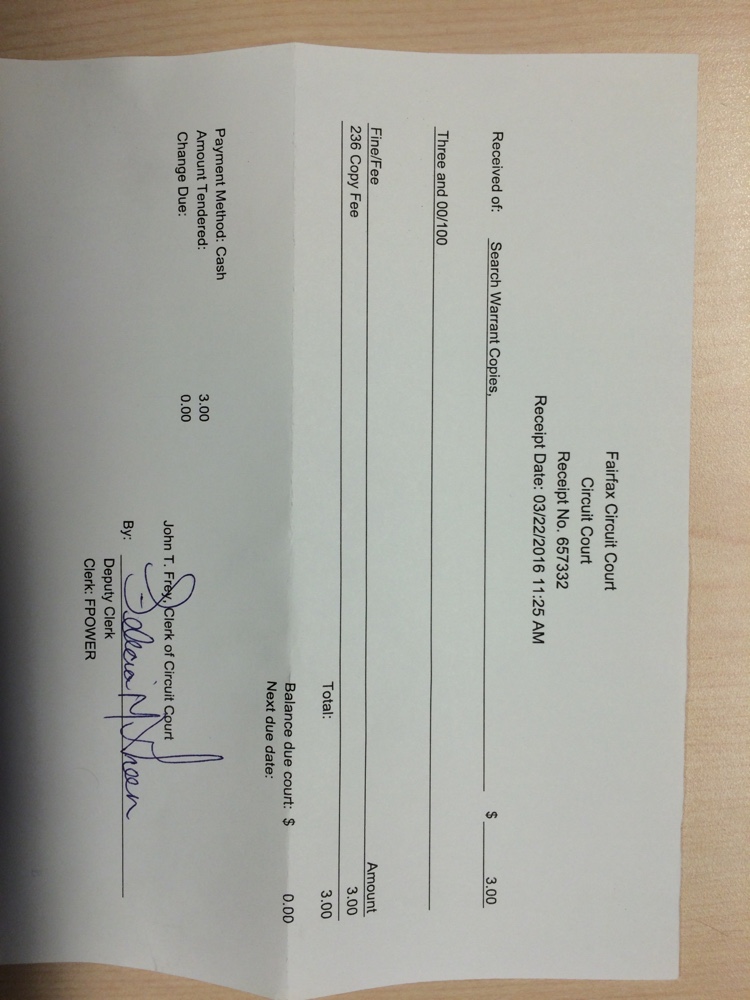 Fairfax Circuit Court
Circuit Court
Receipt No. 657332
Receipt Date: 03/22/2016 11:25 AM
Received of: Search Warrant Copies, $ 3.00
Three and 00/100
Fine/Fee Amount
236 Copy Fee 3.00
Total: 3.00
Balance due court: $ 0.00
Next due date:
Payment Method: Cash
Amount Tendered: 3.00
Change Due: 0.00
John T. Frey, Clerk of Circuit Court
By:
Deputy Clerk
Clerk: FPOWER